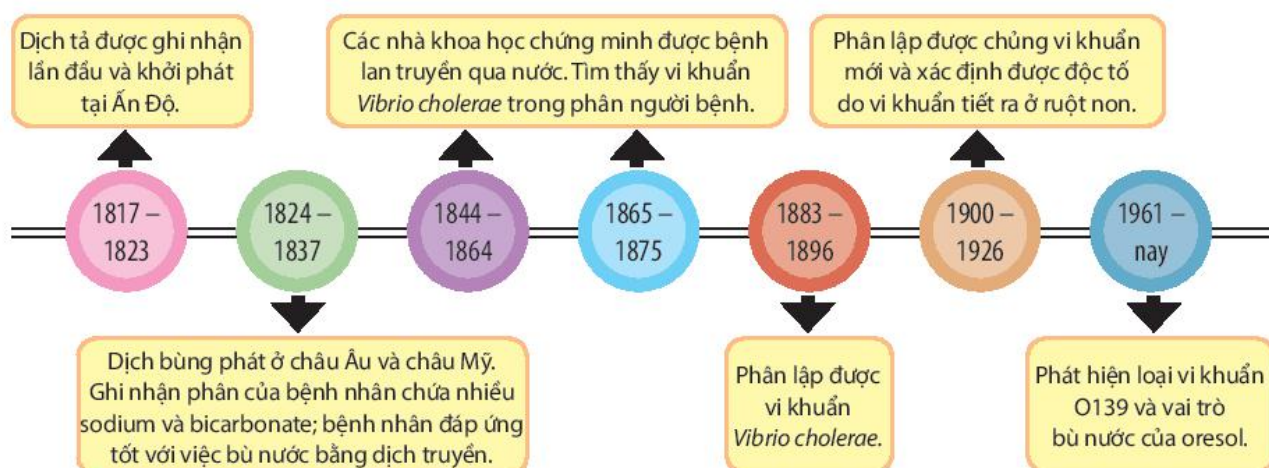 Dịch tả được ghi nhận
lần đầu và khởi phát
tại Ấn Độ.
Các nhà khoa học chứng minh được bệnh
lan truyền qua nước. Tìm thấy vi khuẩn
Vibrio cholerae trong phân người bệnh.
Phân lập được chủng vi khuẩn
mới và xác định được độc tố
do vi khuẩn tiết ra ở ruột non.
1817 –
1823
1824 –
1837
1844 –
1864
1865 –
1875
1883 –
1896
1900 –
1926
1961 –
nay
Dịch bùng phát ở châu Âu và châu Mỹ.
Ghi nhận phân của bệnh nhân chứa nhiều
sodium và bicarbonate; bệnh nhân đáp ứng
tốt với việc bù nước bằng dịch truyền.
Phân lập được
vi khuẩn
Vibrio cholerae.
Phát hiện loại vi khuẩn
O139 và vai trò
bù nước của oresol.